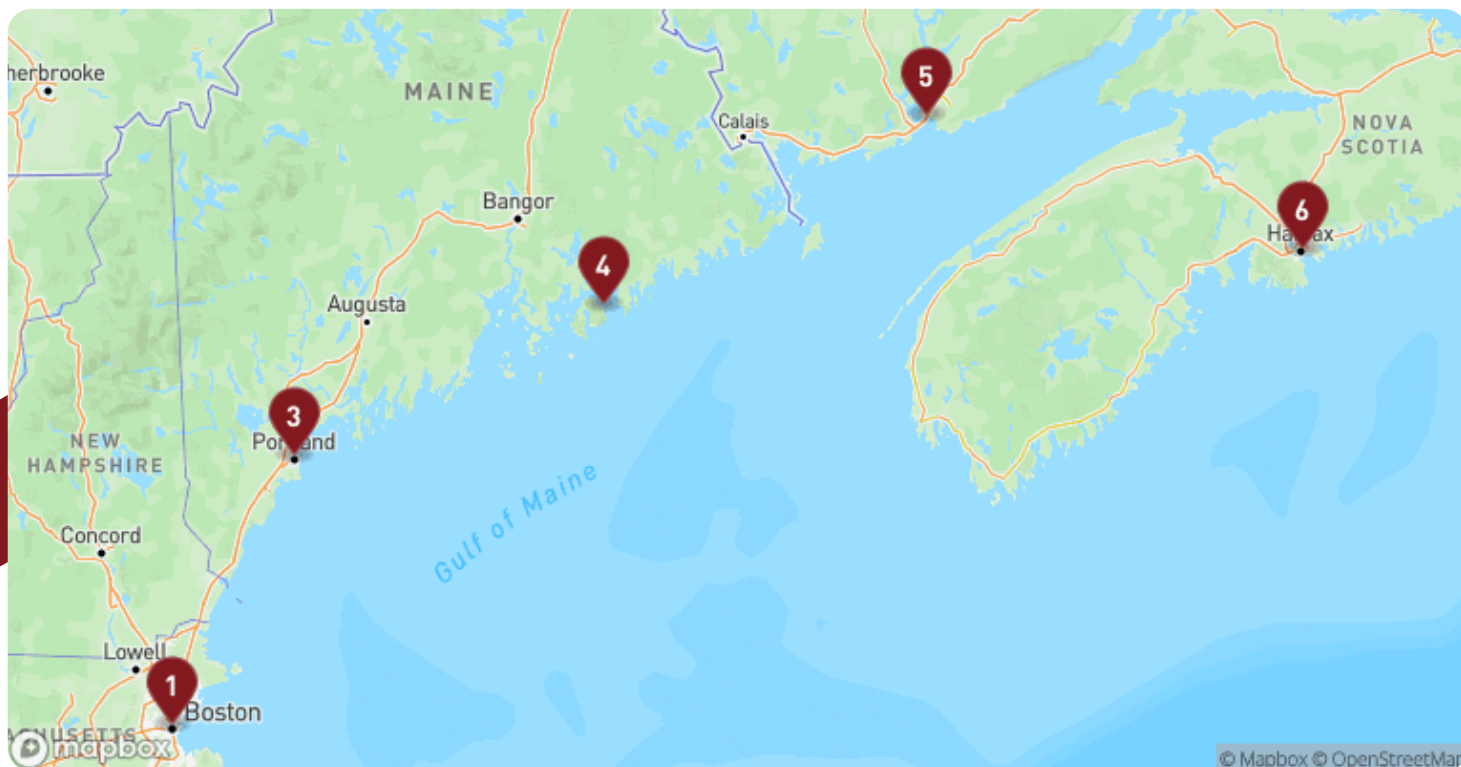 herbrooke
MAINE
5
Calais
NOVA
SCOTIA
Bangor
6
4
Augusta
3
NEW
HAMPSHIRE
Gulf of Maine
Concord
Lowell
1
Boston
mapbox
© Mapbox © OpenStreetMap